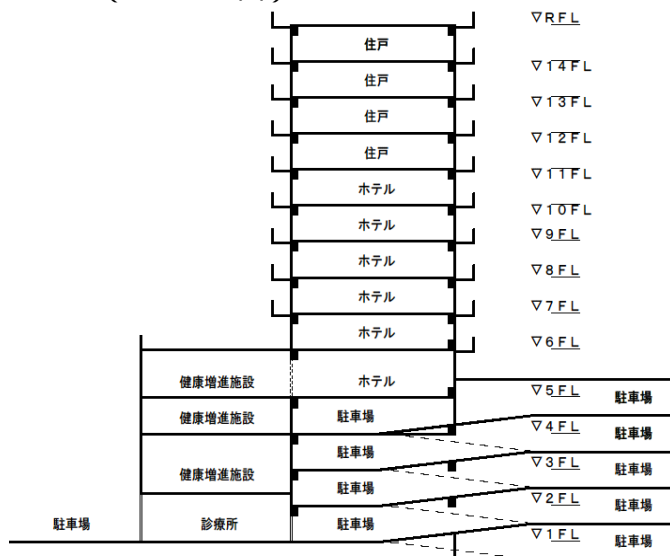 ▽RFL
住戸
▽14FL
住戸
▽13FL
住戸
▽12FL
住戸
▽11FL
ホテル
▽10FL
ホテル
▽9FL
ホテル
▽8FL
ホテル
▽7FL
ホテル
▽6FL
健康増進施設 ホテル
▽5FL 駐車場
健康増進施設 駐車場
▽4FL 駐車場
駐車場
▽3FL 駐車場
健康増進施設 駐車場
▽2FL 駐車場
駐車場 診療所 駐車場
▽1FL 駐車場